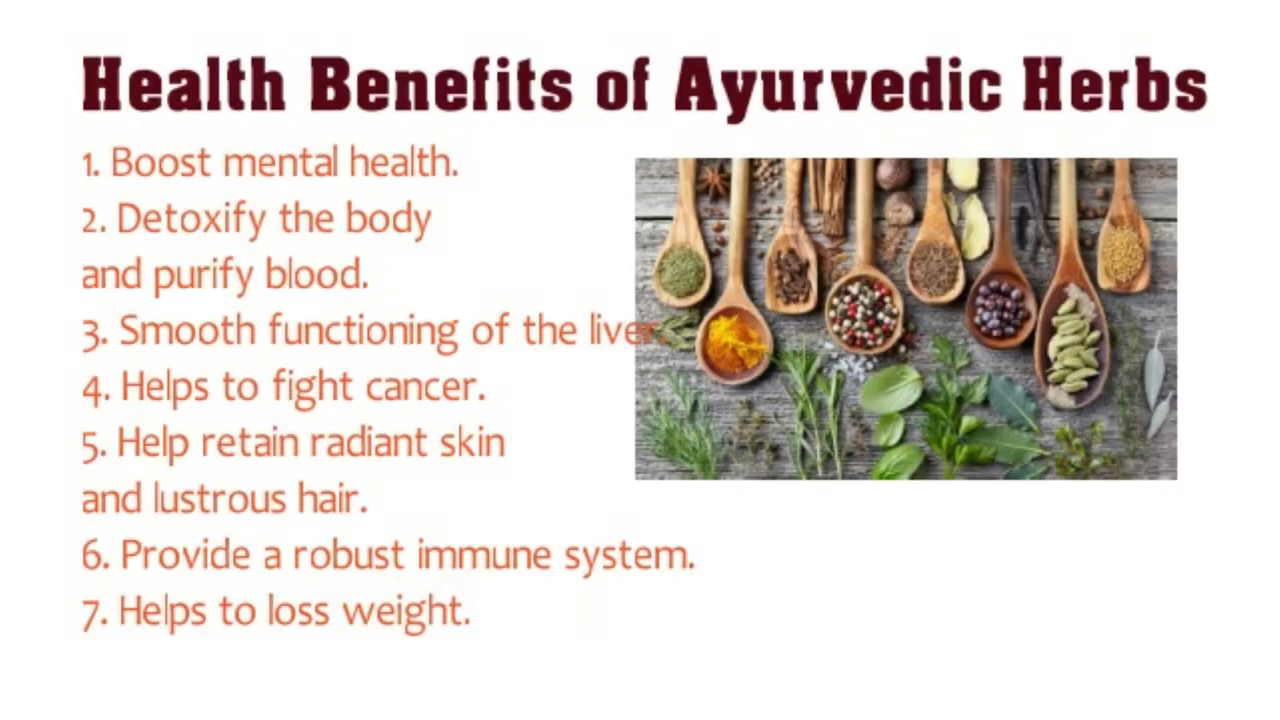 Health Benefits of Ayurvedic Herbs
1. Boost mental health.
2. Detoxify the body
and purify blood.
3. Smooth functioning of the liver.
4. Helps to fight cancer.
5. Help retain radiant skin
and lustrous hair.
6. Provide a robust immune system.
7. Helps to loss weight.